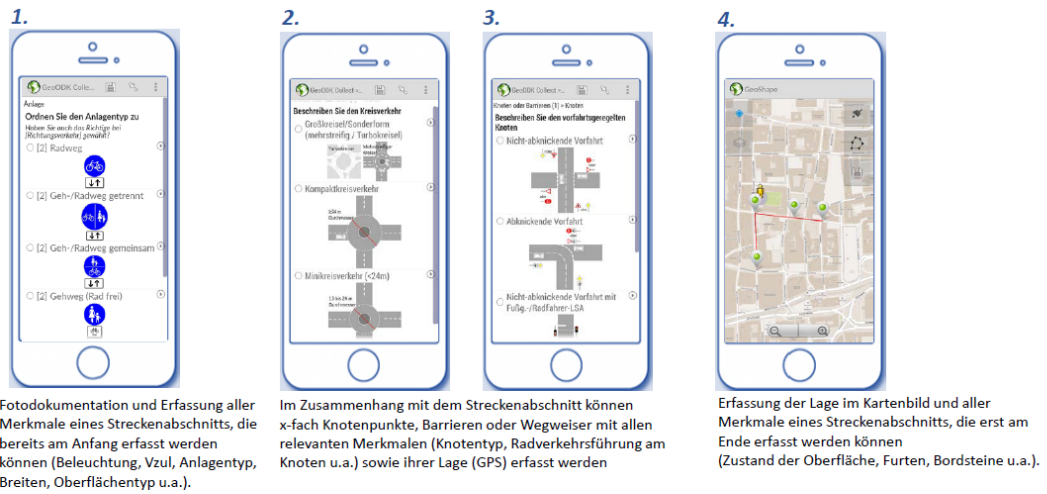 1.
GeoODK Colle...
Anlage
Ordnen Sie den Anlagentyp zu
Haben Sie auch das Richtige bei
[Richtungsverkehr] gewählt?
[2] Radweg
[2] Geh-/Radweg getrennt
[2] Geh-/Radweg gemeinsam
[2] Gehweg (Rad frei)
Fotodokumentation und Erfassung aller
Merkmale eines Streckenabschnitts, die
bereits am Anfang erfasst werden
können (Beleuchtung, Vzul, Anlagentyp,
Breiten, Oberflächentyp u.a.).
2.
GeoODK Collect >...
Beschreiben Sie den Kreisverkehr
Großkreisel/Sonderform
(mehrstreifig / Turbokreisel)
Turbokreisel
Kompaktkreisverkehr
Durchmesser
Minikreisverkehr (<24m)
Durchmesser
3.
GeoODK Collect >...
Knoten oder Barrieren (1) > Knoten
Beschreiben Sie den vorfahrtsgeregelten
Knoten
Nicht-abknickende Vorfahrt
Abknickende Vorfahrt
Nicht-abknickende Vorfahrt mit
Fußg.-/Radfahrer-LSA
Im Zusammenhang mit dem Streckenabschnitt können
x-fach Knotenpunkte, Barrieren oder Wegweiser mit allen
relevanten Merkmalen (Knotentyp, Radverkehrsführung am
Knoten u.a.) sowie ihrer Lage (GPS) erfasst werden
4.
GeoShape
Erfassung der Lage im Kartenbild und aller
Merkmale eines Streckenabschnitts, die erst am
Ende erfasst werden können
(Zustand der Oberfläche, Furten, Bordsteine u.a.).